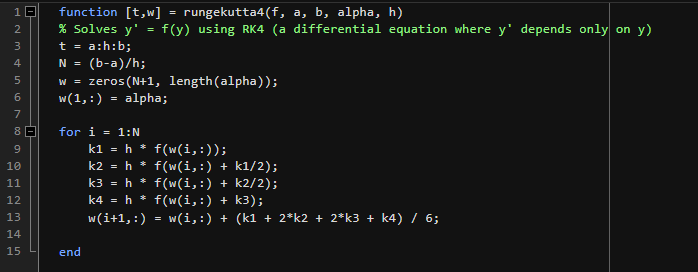 1 function [t,w] = rungekutta4(f, a, b, alpha, h)
2 % Solves y' = f(y) using RK4 (a differential equation where y' depends only on y)
3 t = a:h:b;
4 N = (b-a)/h;
5 w = zeros(N+1, length(alpha));
6 w(1,:) = alpha;
7
8 for i = 1:N
9 k1 = h * f(w(i,:));
10 k2 = h * f(w(i,:) + k1/2);
11 k3 = h * f(w(i,:) + k2/2);
12 k4 = h * f(w(i,:) + k3);
13 w(i+1,:) = w(i,:) + (k1 + 2*k2 + 2*k3 + k4) / 6;
14
15 end